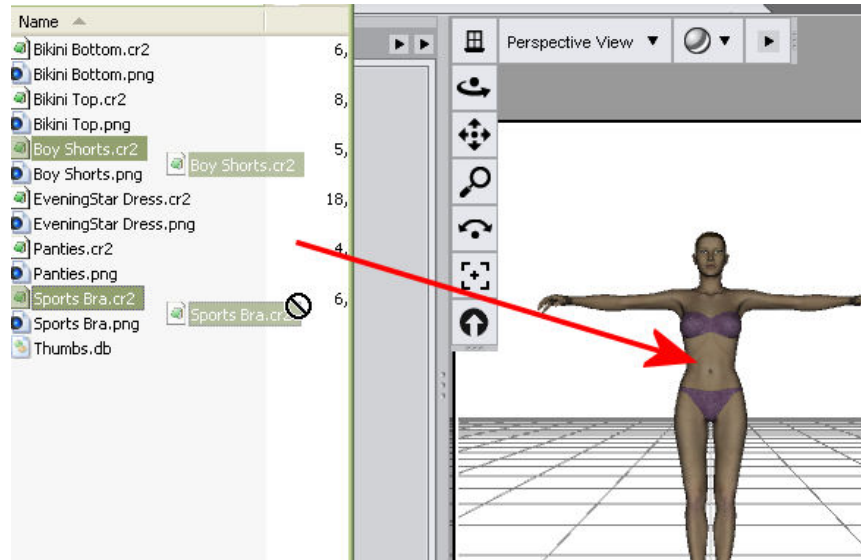 Name
Bikini Bottom.cr2 6,
Bikini Bottom.png
Bikini Top.cr2 8,
Bikini Top.png
Boy Shorts.cr2 5,
Boy Shorts.cr2
Boy Shorts.png
EveningStar Dress.cr2 18,
EveningStar Dress.png
Panties.cr2 4,
Panties.png
Sports Bra.cr2 6,
Sports Bra.cr2
Sports Bra.png
Thumbs.db
Perspective View